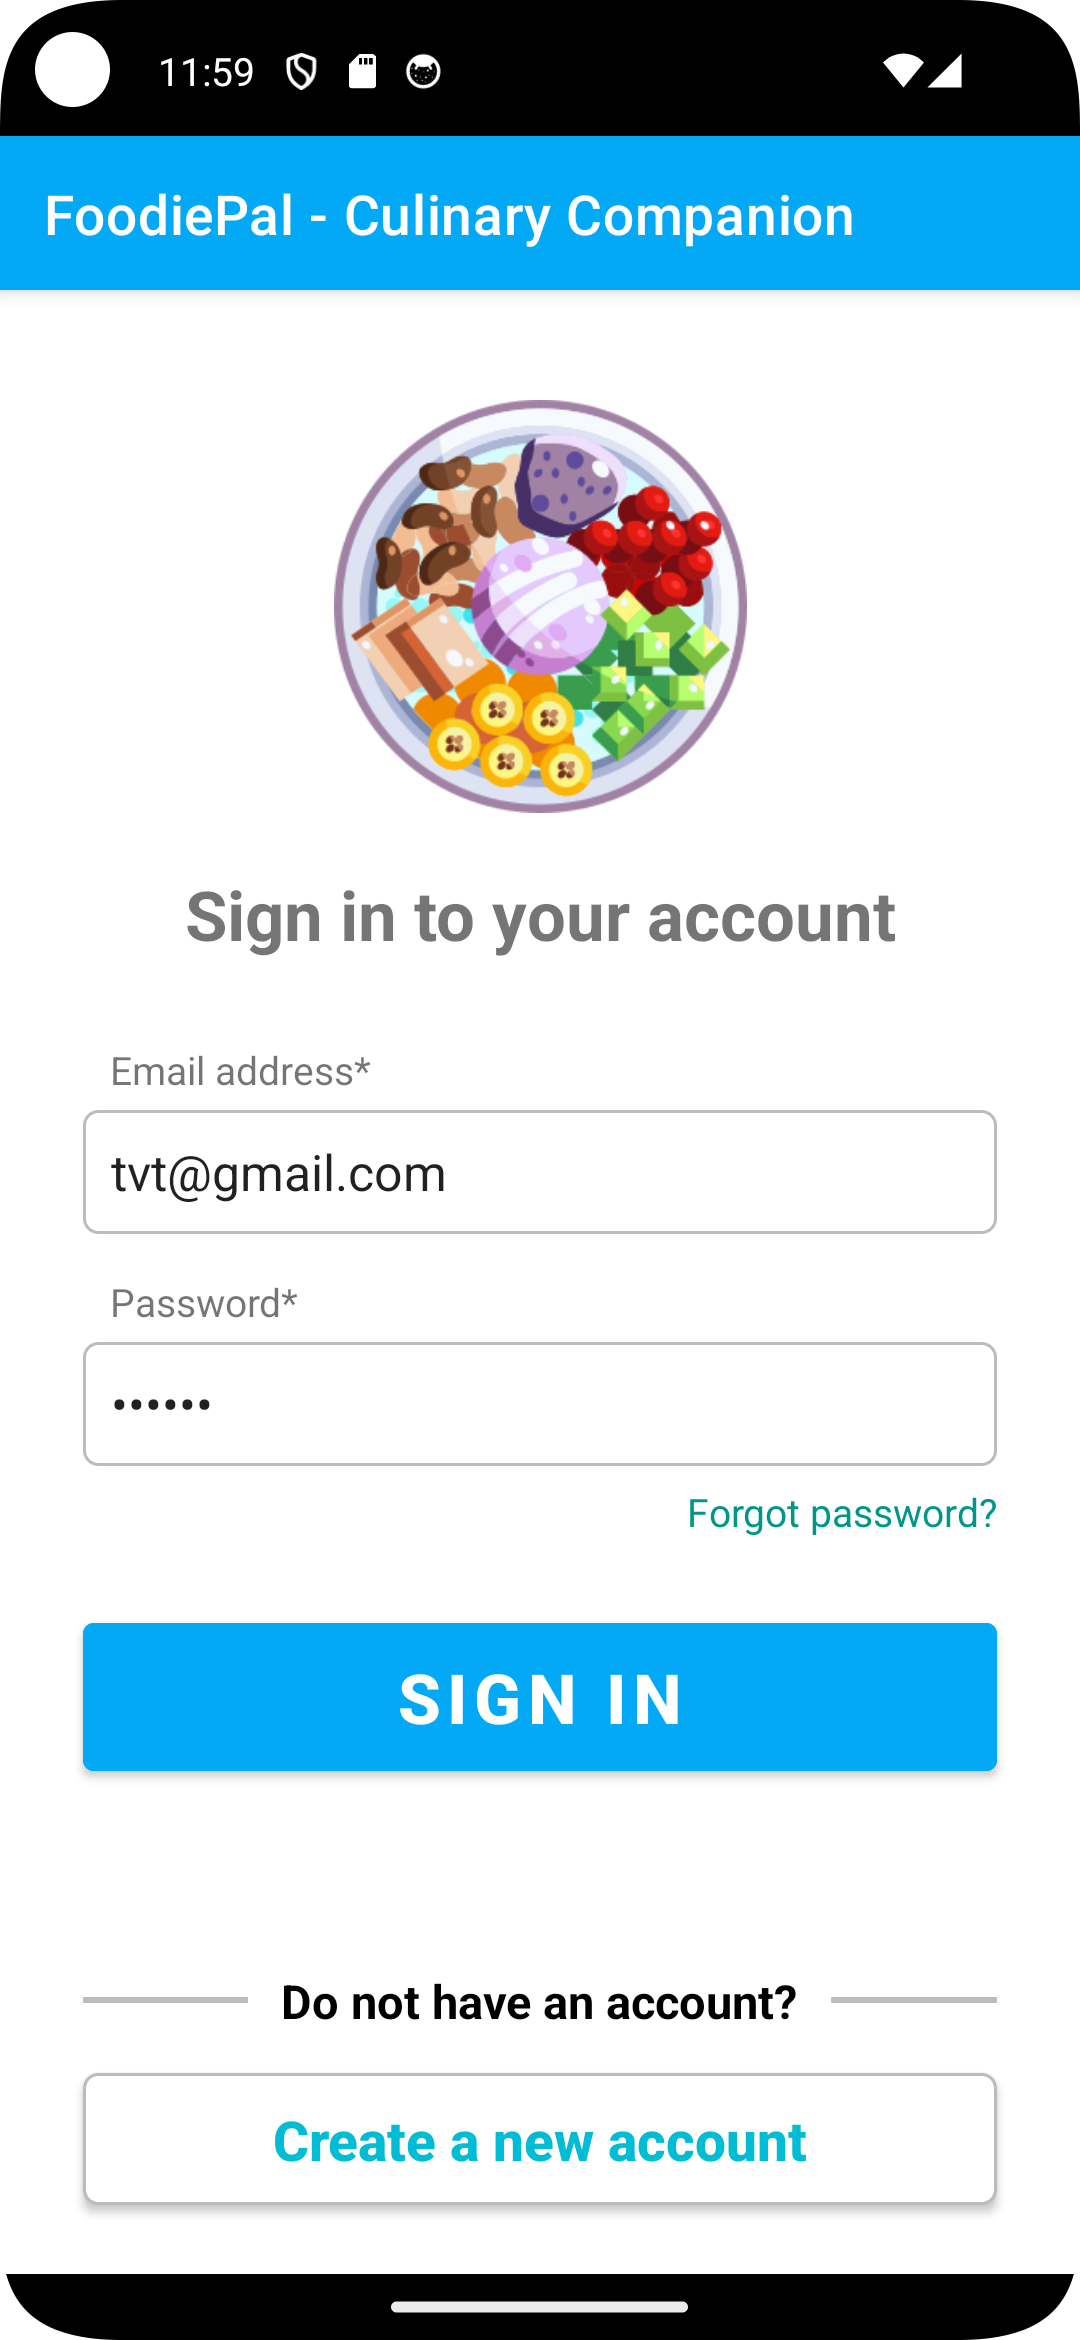 11:59
FoodiePal - Culinary Companion
Sign in to your account
Email address*
tvt@gmail.com
Password*
••••••
Forgot password?
SIGN IN
Do not have an account?
Create a new account